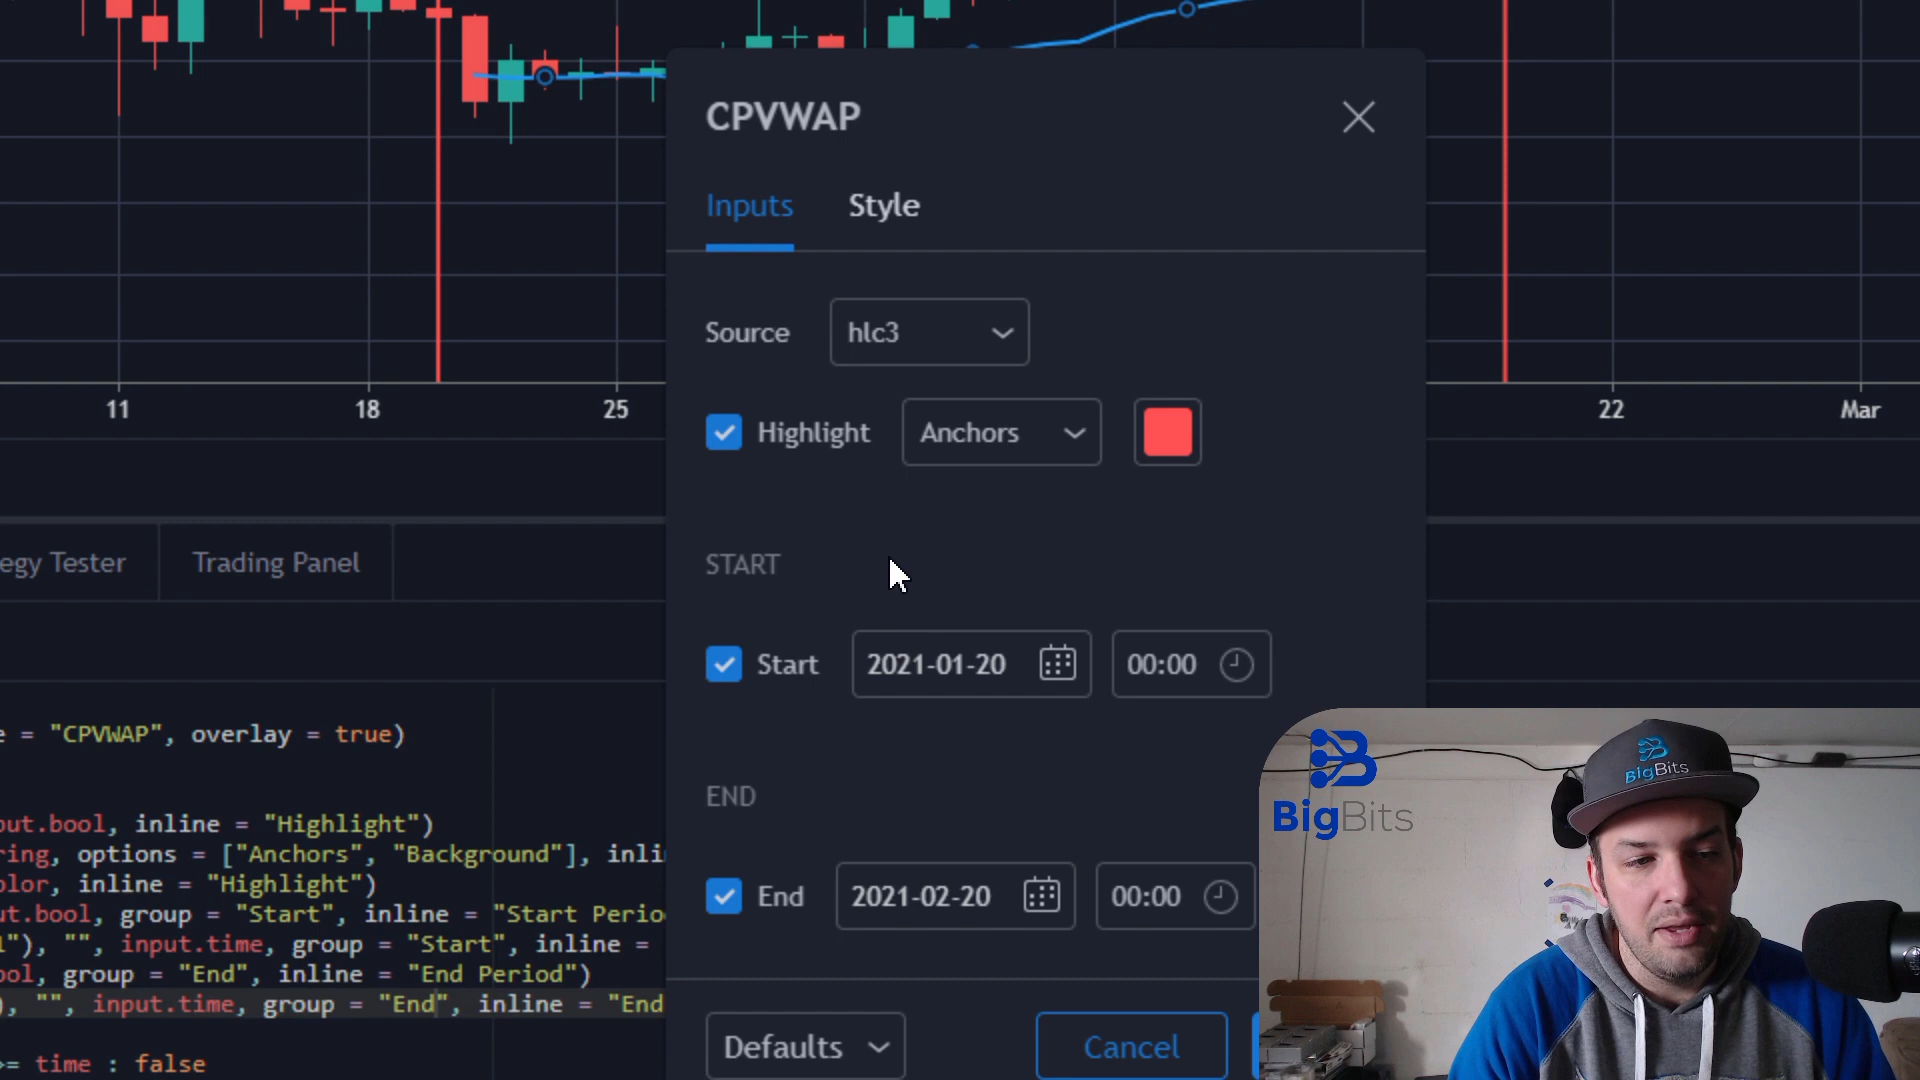 CPVWAP
Inputs Style
Source hlc3
Highlight Anchors
11 18 25 22 Mar
START
egy Tester Trading Panel
Start 2021-01-20 00:00
END
End 2021-02-20 00:00
Defaults Cancel
e = "CPVWAP", overlay = true)
put.bool, inline = "Highlight")
ring, options = ["Anchors", "Background"], inli
olor, inline = "Highlight")
ut.bool, group = "Start", inline = "Start Perio
1"), "", input.time, group = "Start", inline =
ool, group = "End", inline = "End Period")
), "", input.time, group = "End", inline = "End
>= time : false
BigBits
BigBits